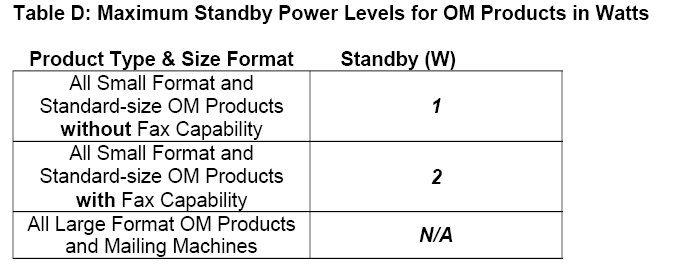 Table D: Maximum Standby Power Levels for OM Products in Watts
Product Type & Size Format Standby (W)
All Small Format and
Standard-size OM Products
without Fax Capability
1
All Small Format and
Standard-size OM Products
with Fax Capability
2
All Large Format OM Products
and Mailing Machines
N/A